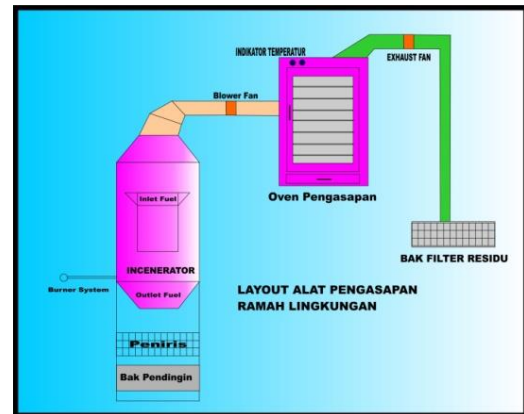 INDIKATOR TEMPERATUR
EXHAUST FAN
Blower Fan
Oven Pengasapan
Inlet Fuel
BAK FILTER RESIDU
INCENERATOR
Burner System
Outlet Fuel
LAYOUT ALAT PENGASAPAN
RAMAH LINGKUNGAN
Peniris
Bak Pendingin